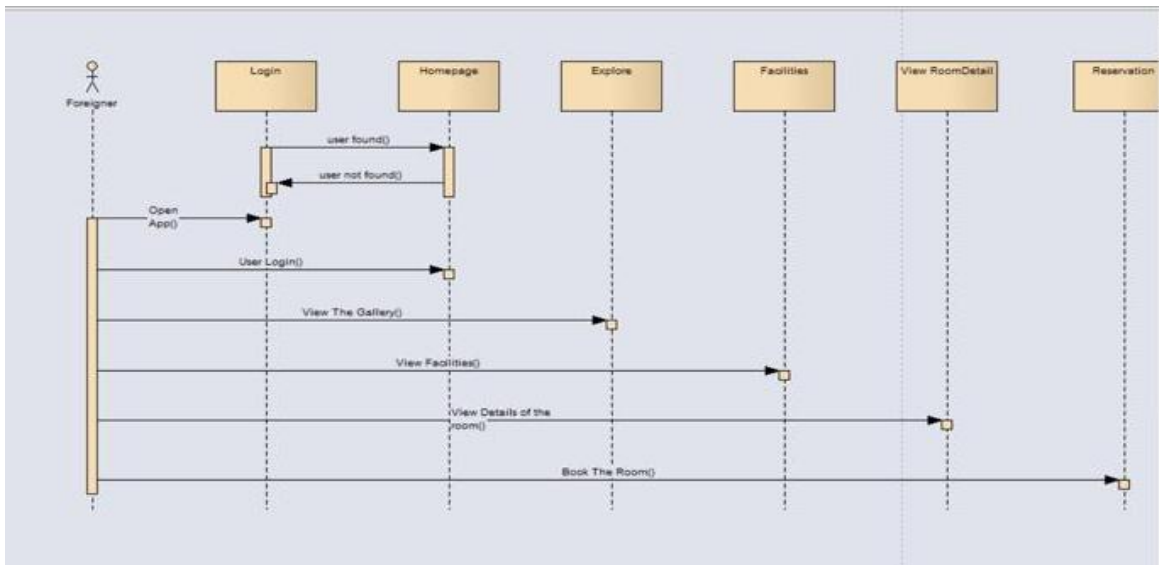 Foreigner
Login
Homepage
Explore
Facilities
View RoomDetail
Reservation
user found()
user not found()
Open
App()
User Login()
View The Gallery()
View Facilities()
View Details of the
room()
Book The Room()